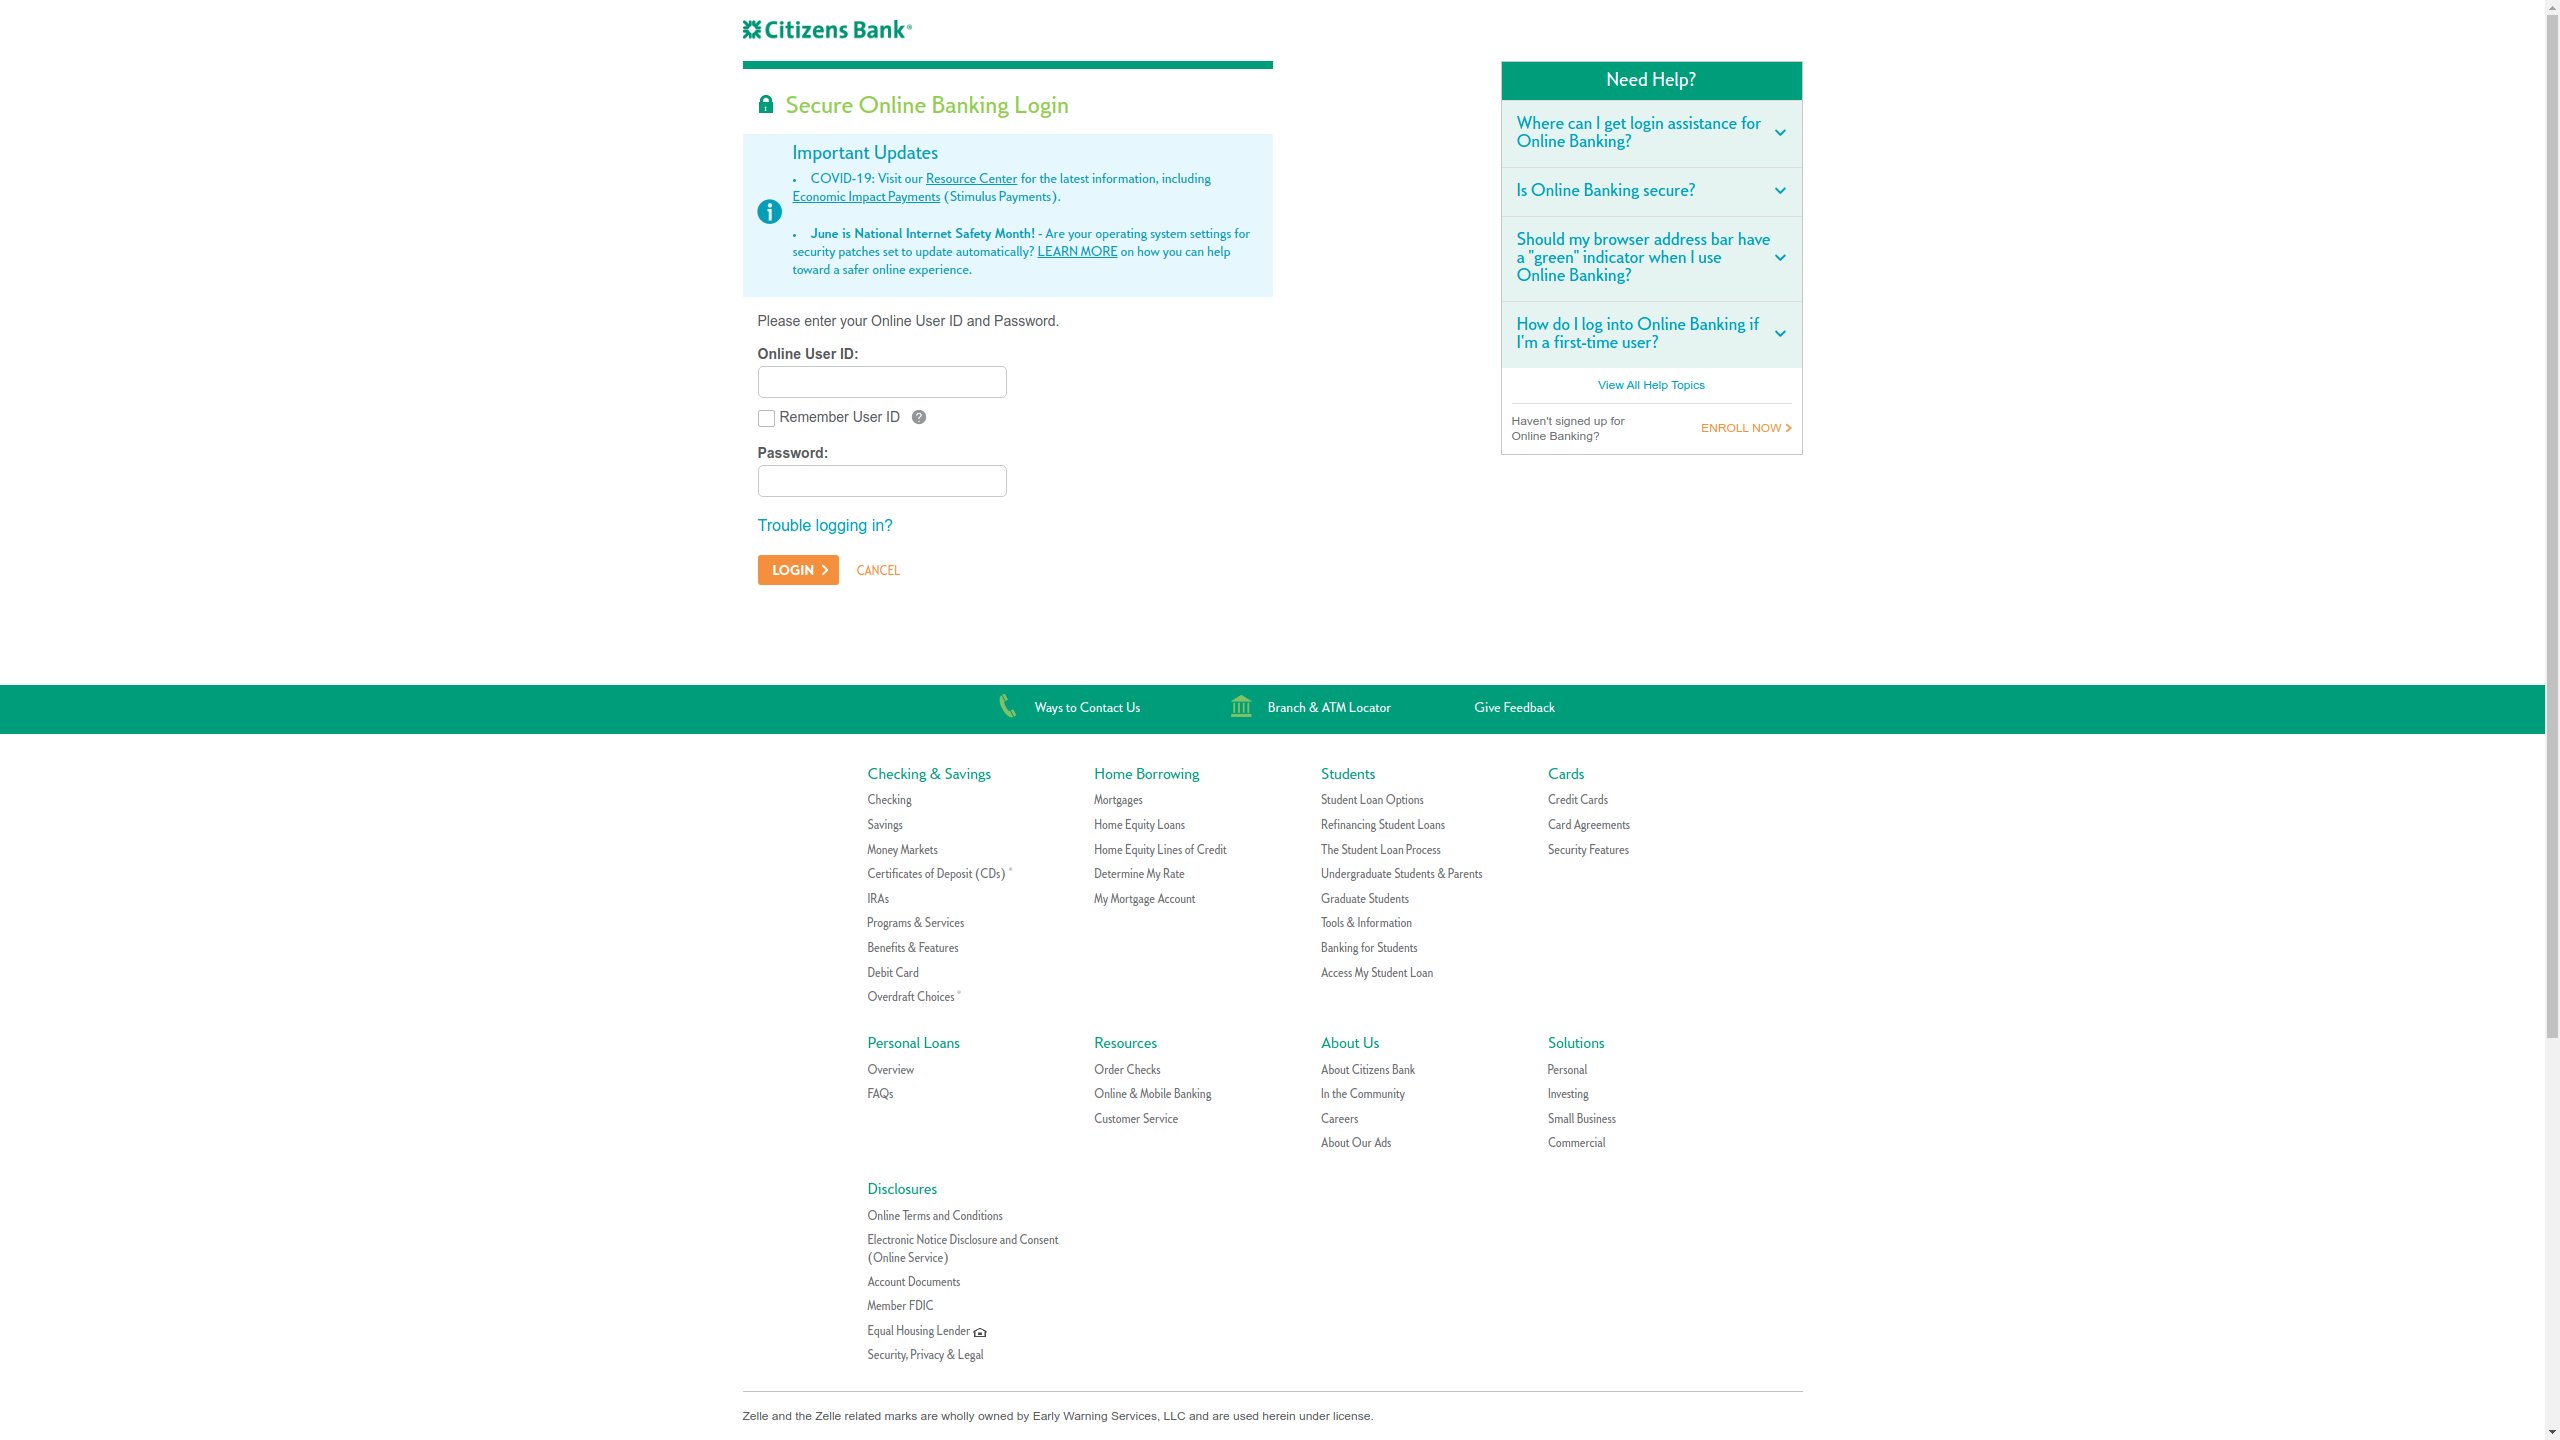 Citizens Bank®
Secure Online Banking Login
Important Updates
• COVID-19: Visit our Resource Center for the latest information, including
Economic Impact Payments (Stimulus Payments).
• June is National Internet Safety Month! - Are your operating system settings for
security patches set to update automatically? LEARN MORE on how you can help
toward a safer online experience.
Please enter your Online User ID and Password.
Online User ID:
Remember User ID ?
Password:
Trouble logging in?
LOGIN
CANCEL
Need Help?
Where can I get login assistance for
Online Banking?
Is Online Banking secure?
Should my browser address bar have
a "green" indicator when I use
Online Banking?
How do I log into Online Banking if
I'm a first-time user?
View All Help Topics
Haven't signed up for
Online Banking?
ENROLL NOW
Ways to Contact Us
Branch & ATM Locator
Give Feedback
Checking & Savings
Checking
Savings
Money Markets
Certificates of Deposit (CDs) *
IRAs
Programs & Services
Benefits & Features
Debit Card
Overdraft Choices *
Home Borrowing
Mortgages
Home Equity Loans
Home Equity Lines of Credit
Determine My Rate
My Mortgage Account
Students
Student Loan Options
Refinancing Student Loans
The Student Loan Process
Undergraduate Students & Parents
Graduate Students
Tools & Information
Banking for Students
Access My Student Loan
Cards
Credit Cards
Card Agreements
Security Features
Personal Loans
Overview
FAQs
Resources
Order Checks
Online & Mobile Banking
Customer Service
About Us
About Citizens Bank
In the Community
Careers
About Our Ads
Solutions
Personal
Investing
Small Business
Commercial
Disclosures
Online Terms and Conditions
Electronic Notice Disclosure and Consent
(Online Service)
Account Documents
Member FDIC
Equal Housing Lender
Security, Privacy & Legal
Zelle and the Zelle related marks are wholly owned by Early Warning Services, LLC and are used herein under license.